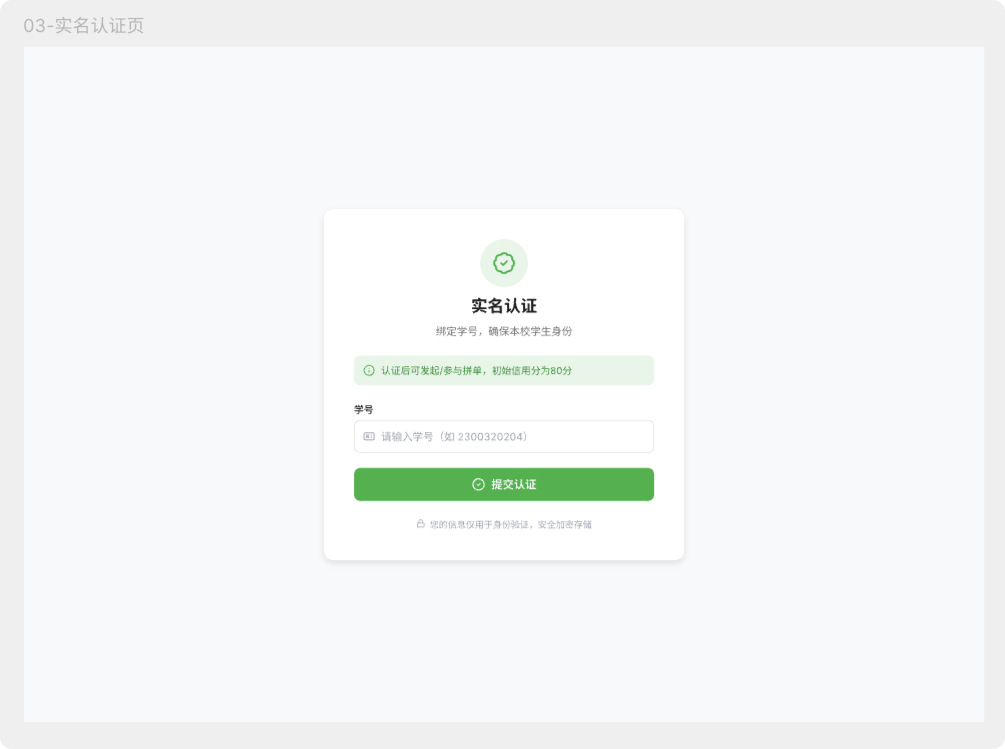 03-实名认证页
实名认证
绑定学号，确保本校学生身份
认证后可发起/参与拼单，初始信用分为80分
学号
请输入学号（如 2300320204）
提交认证
您的信息仅用于身份验证，安全加密存储